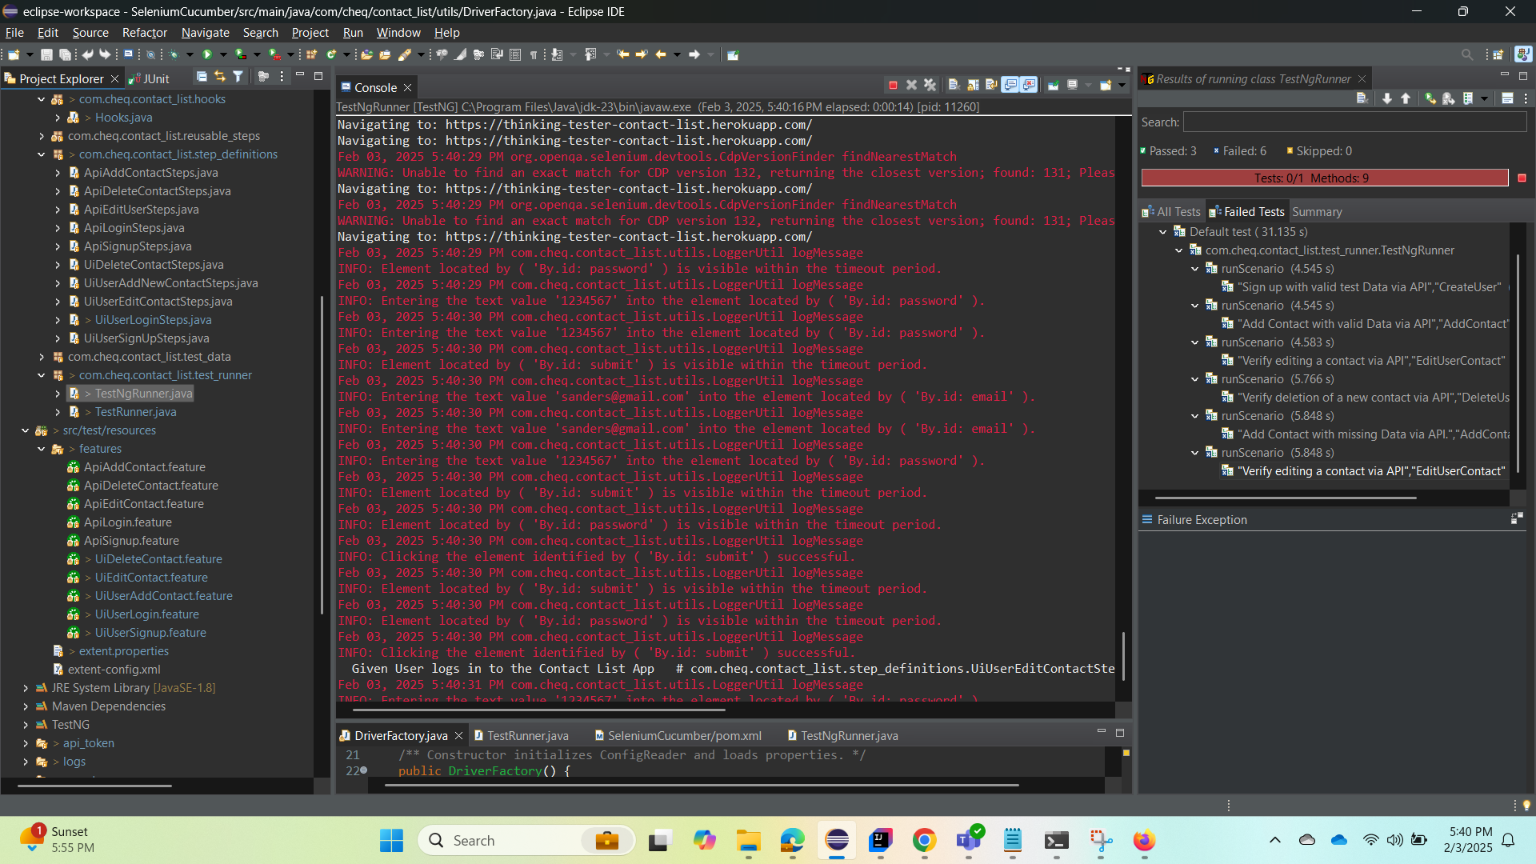 eclipse-workspace - SeleniumCucumber/src/main/java/com/cheq/contact_list/utils/DriverFactory.java - Eclipse IDE
File Edit Source Refactor Navigate Search Project Run Window Help
Project Explorer JUnit
> com.cheq.contact_list.hooks
> Hooks.java
com.cheq.contact_list.reusable_steps
> com.cheq.contact_list.step_definitions
ApiAddContactSteps.java
ApiDeleteContactSteps.java
ApiEditUserSteps.java
ApiLoginSteps.java
ApiSignupSteps.java
UiDeleteContactSteps.java
UiUserAddNewContactSteps.java
UiUserEditContactSteps.java
> UiUserLoginSteps.java
UiUserSignUpSteps.java
com.cheq.contact_list.test_data
> com.cheq.contact_list.test_runner
> TestNgRunner.java
> TestRunner.java
> src/test/resources
> features
ApiAddContact.feature
ApiDeleteContact.feature
ApiEditContact.feature
ApiLogin.feature
ApiSignup.feature
> UiDeleteContact.feature
> UiEditContact.feature
> UiUserAddContact.feature
> UiUserLogin.feature
> UiUserSignup.feature
> extent.properties
extent-config.xml
JRE System Library [JavaSE-1.8]
Maven Dependencies
TestNG
> api_token
> logs
Console
TestNgRunner [TestNG] C:\Program Files\Java\jdk-23\bin\javaw.exe (Feb 3, 2025, 5:40:16 PM elapsed: 0:00:14) [pid: 11260]
Navigating to: https://thinking-tester-contact-list.herokuapp.com/
Navigating to: https://thinking-tester-contact-list.herokuapp.com/
Feb 03, 2025 5:40:29 PM org.openqa.selenium.devtools.CdpVersionFinder findNearestMatch
WARNING: Unable to find an exact match for CDP version 132, returning the closest version; found: 131; Pleas
Navigating to: https://thinking-tester-contact-list.herokuapp.com/
Feb 03, 2025 5:40:29 PM org.openqa.selenium.devtools.CdpVersionFinder findNearestMatch
WARNING: Unable to find an exact match for CDP version 132, returning the closest version; found: 131; Pleas
Navigating to: https://thinking-tester-contact-list.herokuapp.com/
Feb 03, 2025 5:40:29 PM com.cheq.contact_list.utils.LoggerUtil logMessage
INFO: Element located by ( 'By.id: password' ) is visible within the timeout period.
Feb 03, 2025 5:40:29 PM com.cheq.contact_list.utils.LoggerUtil logMessage
INFO: Entering the text value '1234567' into the element located by ( 'By.id: password' ).
Feb 03, 2025 5:40:30 PM com.cheq.contact_list.utils.LoggerUtil logMessage
INFO: Entering the text value '1234567' into the element located by ( 'By.id: password' ).
Feb 03, 2025 5:40:30 PM com.cheq.contact_list.utils.LoggerUtil logMessage
INFO: Element located by ( 'By.id: submit' ) is visible within the timeout period.
Feb 03, 2025 5:40:30 PM com.cheq.contact_list.utils.LoggerUtil logMessage
INFO: Entering the text value 'sanders@gmail.com' into the element located by ( 'By.id: email' ).
Feb 03, 2025 5:40:30 PM com.cheq.contact_list.utils.LoggerUtil logMessage
INFO: Entering the text value 'sanders@gmail.com' into the element located by ( 'By.id: email' ).
Feb 03, 2025 5:40:30 PM com.cheq.contact_list.utils.LoggerUtil logMessage
INFO: Entering the text value '1234567' into the element located by ( 'By.id: password' ).
Feb 03, 2025 5:40:30 PM com.cheq.contact_list.utils.LoggerUtil logMessage
INFO: Element located by ( 'By.id: submit' ) is visible within the timeout period.
Feb 03, 2025 5:40:30 PM com.cheq.contact_list.utils.LoggerUtil logMessage
INFO: Element located by ( 'By.id: password' ) is visible within the timeout period.
Feb 03, 2025 5:40:30 PM com.cheq.contact_list.utils.LoggerUtil logMessage
INFO: Clicking the element identified by ( 'By.id: submit' ) successful.
Feb 03, 2025 5:40:30 PM com.cheq.contact_list.utils.LoggerUtil logMessage
INFO: Element located by ( 'By.id: submit' ) is visible within the timeout period.
Feb 03, 2025 5:40:30 PM com.cheq.contact_list.utils.LoggerUtil logMessage
INFO: Element located by ( 'By.id: password' ) is visible within the timeout period.
Feb 03, 2025 5:40:30 PM com.cheq.contact_list.utils.LoggerUtil logMessage
INFO: Clicking the element identified by ( 'By.id: submit' ) successful.
Given User logs in to the Contact List App # com.cheq.contact_list.step_definitions.UiUserEditContactSte
Feb 03, 2025 5:40:31 PM com.cheq.contact_list.utils.LoggerUtil logMessage
INFO: Entering the text value '1234567' into the element located by ( 'By.id: password' )
DriverFactory.java TestRunner.java SeleniumCucumber/pom.xml TestNgRunner.java
21 /** Constructor initializes ConfigReader and loads properties. */
22 public DriverFactory() {
Results of running class TestNgRunner
Search:
Passed: 3 Failed: 6 Skipped: 0
Tests: 0/1 Methods: 9
All Tests Failed Tests Summary
Default test ( 31.135 s)
com.cheq.contact_list.test_runner.TestNgRunner
runScenario (4.545 s)
"Sign up with valid test Data via API","CreateUser"
runScenario (4.545 s)
"Add Contact with valid Data via API","AddContact"
runScenario (4.583 s)
"Verify editing a contact via API","EditUserContact"
runScenario (5.766 s)
"Verify deletion of a new contact via API","DeleteUs
runScenario (5.848 s)
"Add Contact with missing Data via API.","AddConta
runScenario (5.848 s)
"Verify editing a contact via API","EditUserContact"
Failure Exception
1
Sunset
5:55 PM
Search
5:40 PM
2/3/2025